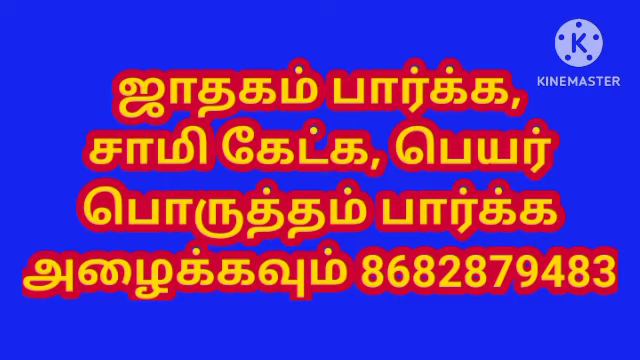 KINEMASTER
ஜாதகம் பார்க்க,
சாமி கேட்க, பெயர்
பொருத்தம் பார்க்க
அழைக்கவும் 8682879483